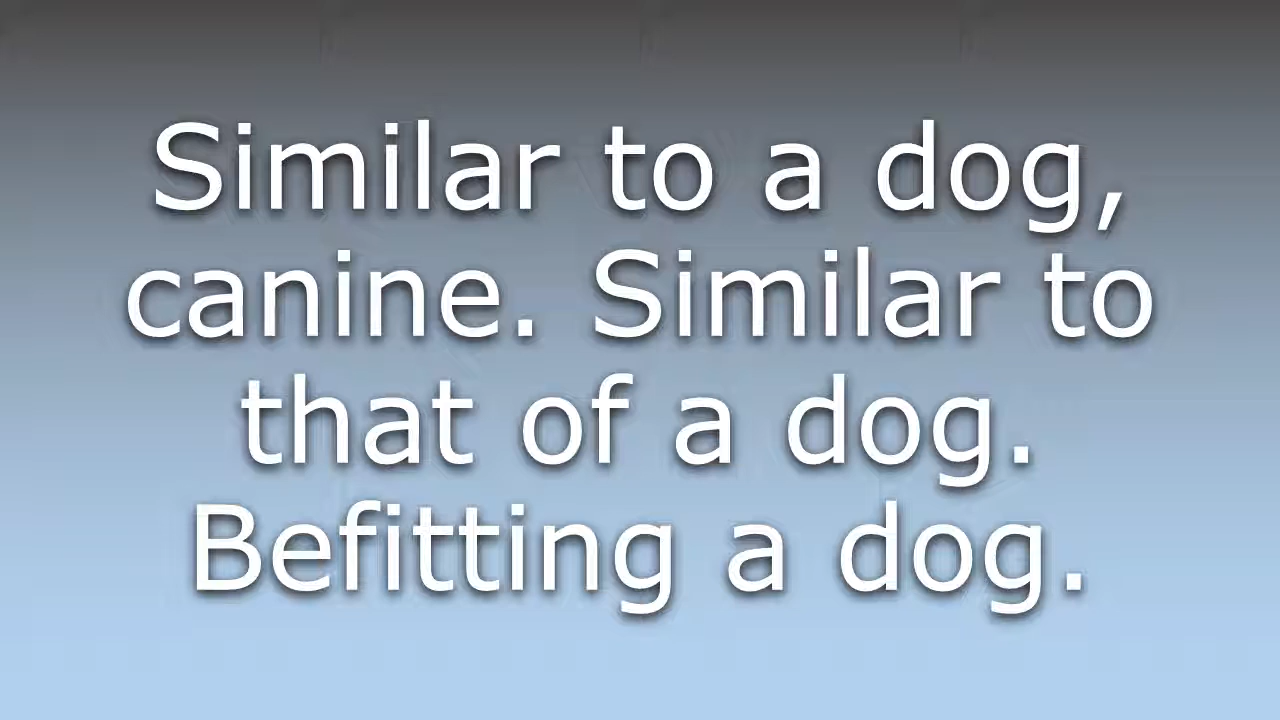 Similar to a dog,
canine. Similar to
that of a dog.
Befitting a dog.